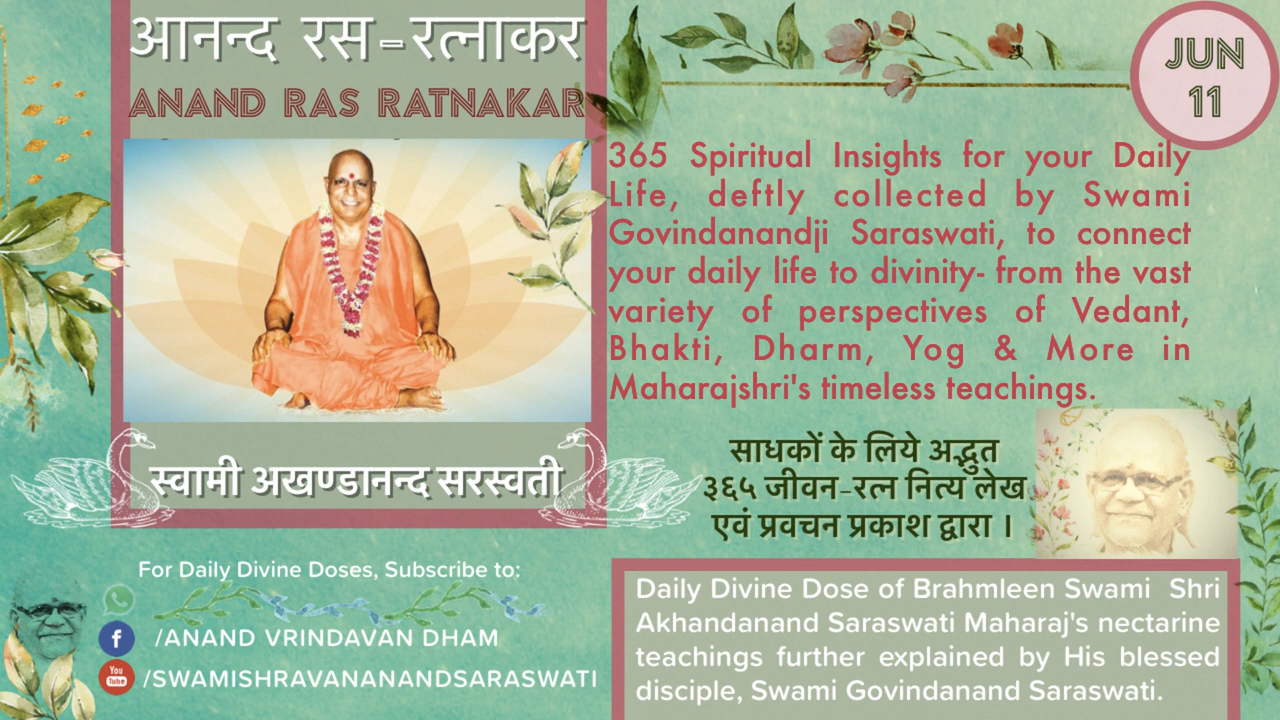 आनन्द रस-रत्नाकर
ANAND RAS RATNAKAR
स्वामी अखण्डानन्द सरस्वती
For Daily Divine Doses, Subscribe to:
f /ANAND VRINDAVAN DHAM
You Tube /SWAMISHRAVANANANDSARASWATI
JUN
11
365 Spiritual Insights for your Daily
Life, deftly collected by Swami
Govindanandji Saraswati, to connect
your daily life to divinity- from the vast
variety of perspectives of Vedant,
Bhakti, Dharm, Yog & More in
Maharajshri's timeless teachings.
साधकों के लिये अद्भुत
३६५ जीवन-रत्न नित्य लेख
एवं प्रवचन प्रकाश द्वारा ।
Daily Divine Dose of Brahmleen Swami Shri
Akhandanand Saraswati Maharaj's nectarine
teachings further explained by His blessed
disciple, Swami Govindanand Saraswati.